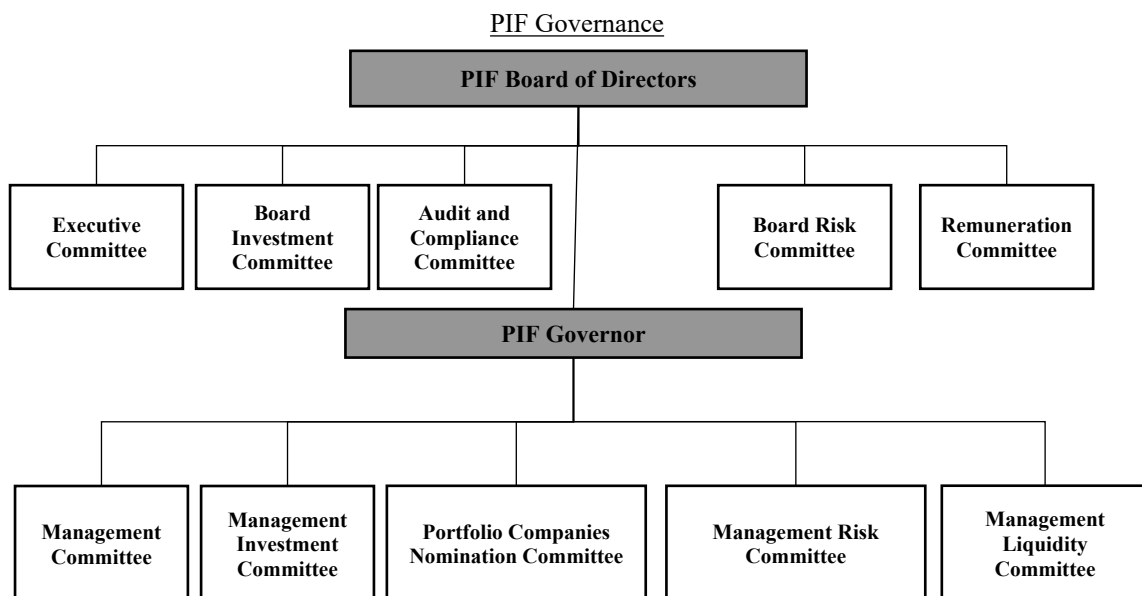 PIF Governance
PIF Board of Directors
Executive
Committee
Board
Investment
Committee
Audit and
Compliance
Committee
Board Risk
Committee
Remuneration
Committee
PIF Governor
Management
Committee
Management
Investment
Committee
Portfolio Companies
Nomination Committee
Management Risk
Committee
Management
Liquidity
Committee